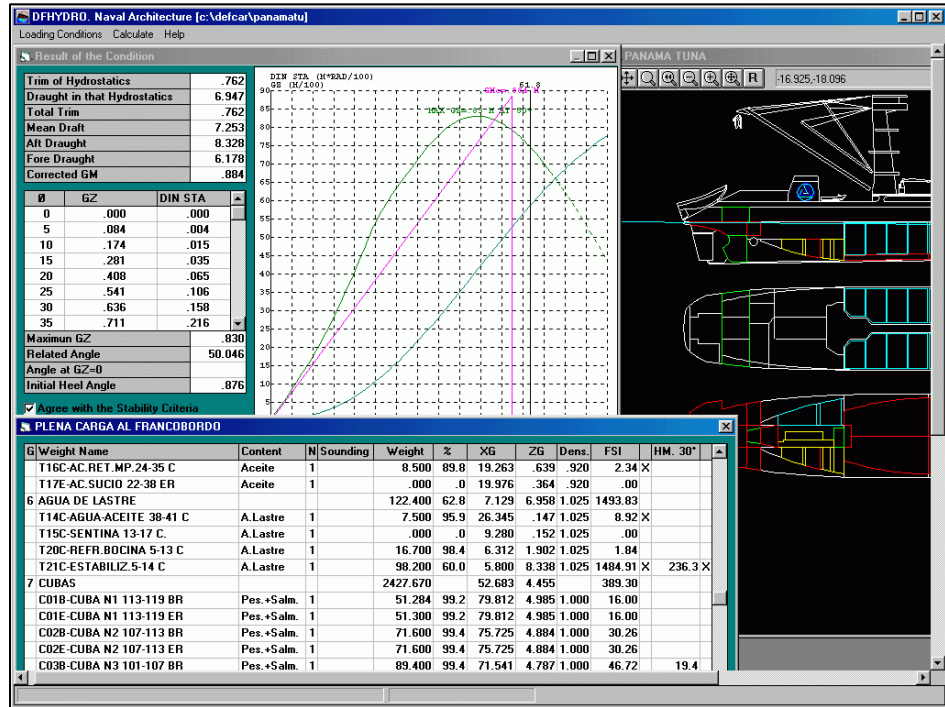 DFHYDRO. Naval Architecture [c:\defcar\panamatu]
Loading Conditions Calculate Help
Result of the Condition
Trim of Hydrostatics .762
Draught in that Hydrostatics 6.947
Total Trim .762
Mean Draft 7.253
Aft Draught 8.328
Fore Draught 6.178
Corrected GM .884
Ø GZ DIN STA
0 .000 .000
5 .084 .004
10 .174 .015
15 .281 .035
20 .408 .065
25 .541 .106
30 .636 .158
35 .711 .216
Maximun GZ .830
Related Angle 50.046
Angle at GZ=0
Initial Heel Angle .876
Agree with the Stability Criteria
DIN STA (M*RAD/100)
GZ (M/100)
61.8
90
85
80
75
70
65
60
55
50
45
40
35
30
25
20
15
10
5
PANAMA TUNA
R -16.925,-18.096
PLENA CARGA AL FRANCOBORDO
G Weight Name Content N Sounding Weight % XG ZG Dens. FSI HM. 30°
T16C-AC.RET.MP.24-35 C Aceite 1 8.500 89.8 19.263 .639 .920 2.34 X
T17E-AC.SUCIO 22-38 ER Aceite 1 .000 .0 19.976 .364 .920 .00
6 AGUA DE LASTRE 122.400 62.8 7.129 6.958 1.025 1493.83
T14C-AGUA-ACEITE 38-41 C A.Lastre 1 7.500 95.9 26.345 .147 1.025 8.92 X
T15C-SENTINA 13-17 C. A.Lastre 1 .000 .0 9.280 .152 1.025 .00
T20C-REFR.BOCINA 5-13 C A.Lastre 1 16.700 98.4 6.312 1.902 1.025 1.84
T21C-ESTABILIZ.5-14 C A.Lastre 1 98.200 60.0 5.800 8.338 1.025 1484.91 X 236.3 X
7 CUBAS 2427.670 52.683 4.455 389.30
C01B-CUBA N1 113-119 BR Pes.+Salm. 1 51.284 99.2 79.812 4.985 1.000 16.00
C01E-CUBA N1 113-119 ER Pes.+Salm. 1 51.300 99.2 79.812 4.985 1.000 16.00
C02B-CUBA N2 107-113 BR Pes.+Salm. 1 71.600 99.4 75.725 4.884 1.000 30.26
C02E-CUBA N2 107-113 ER Pes.+Salm. 1 71.600 99.4 75.725 4.884 1.000 30.26
C03B-CUBA N3 101-107 BR Pes.+Salm. 1 89.400 99.4 71.541 4.787 1.000 46.72 19.4